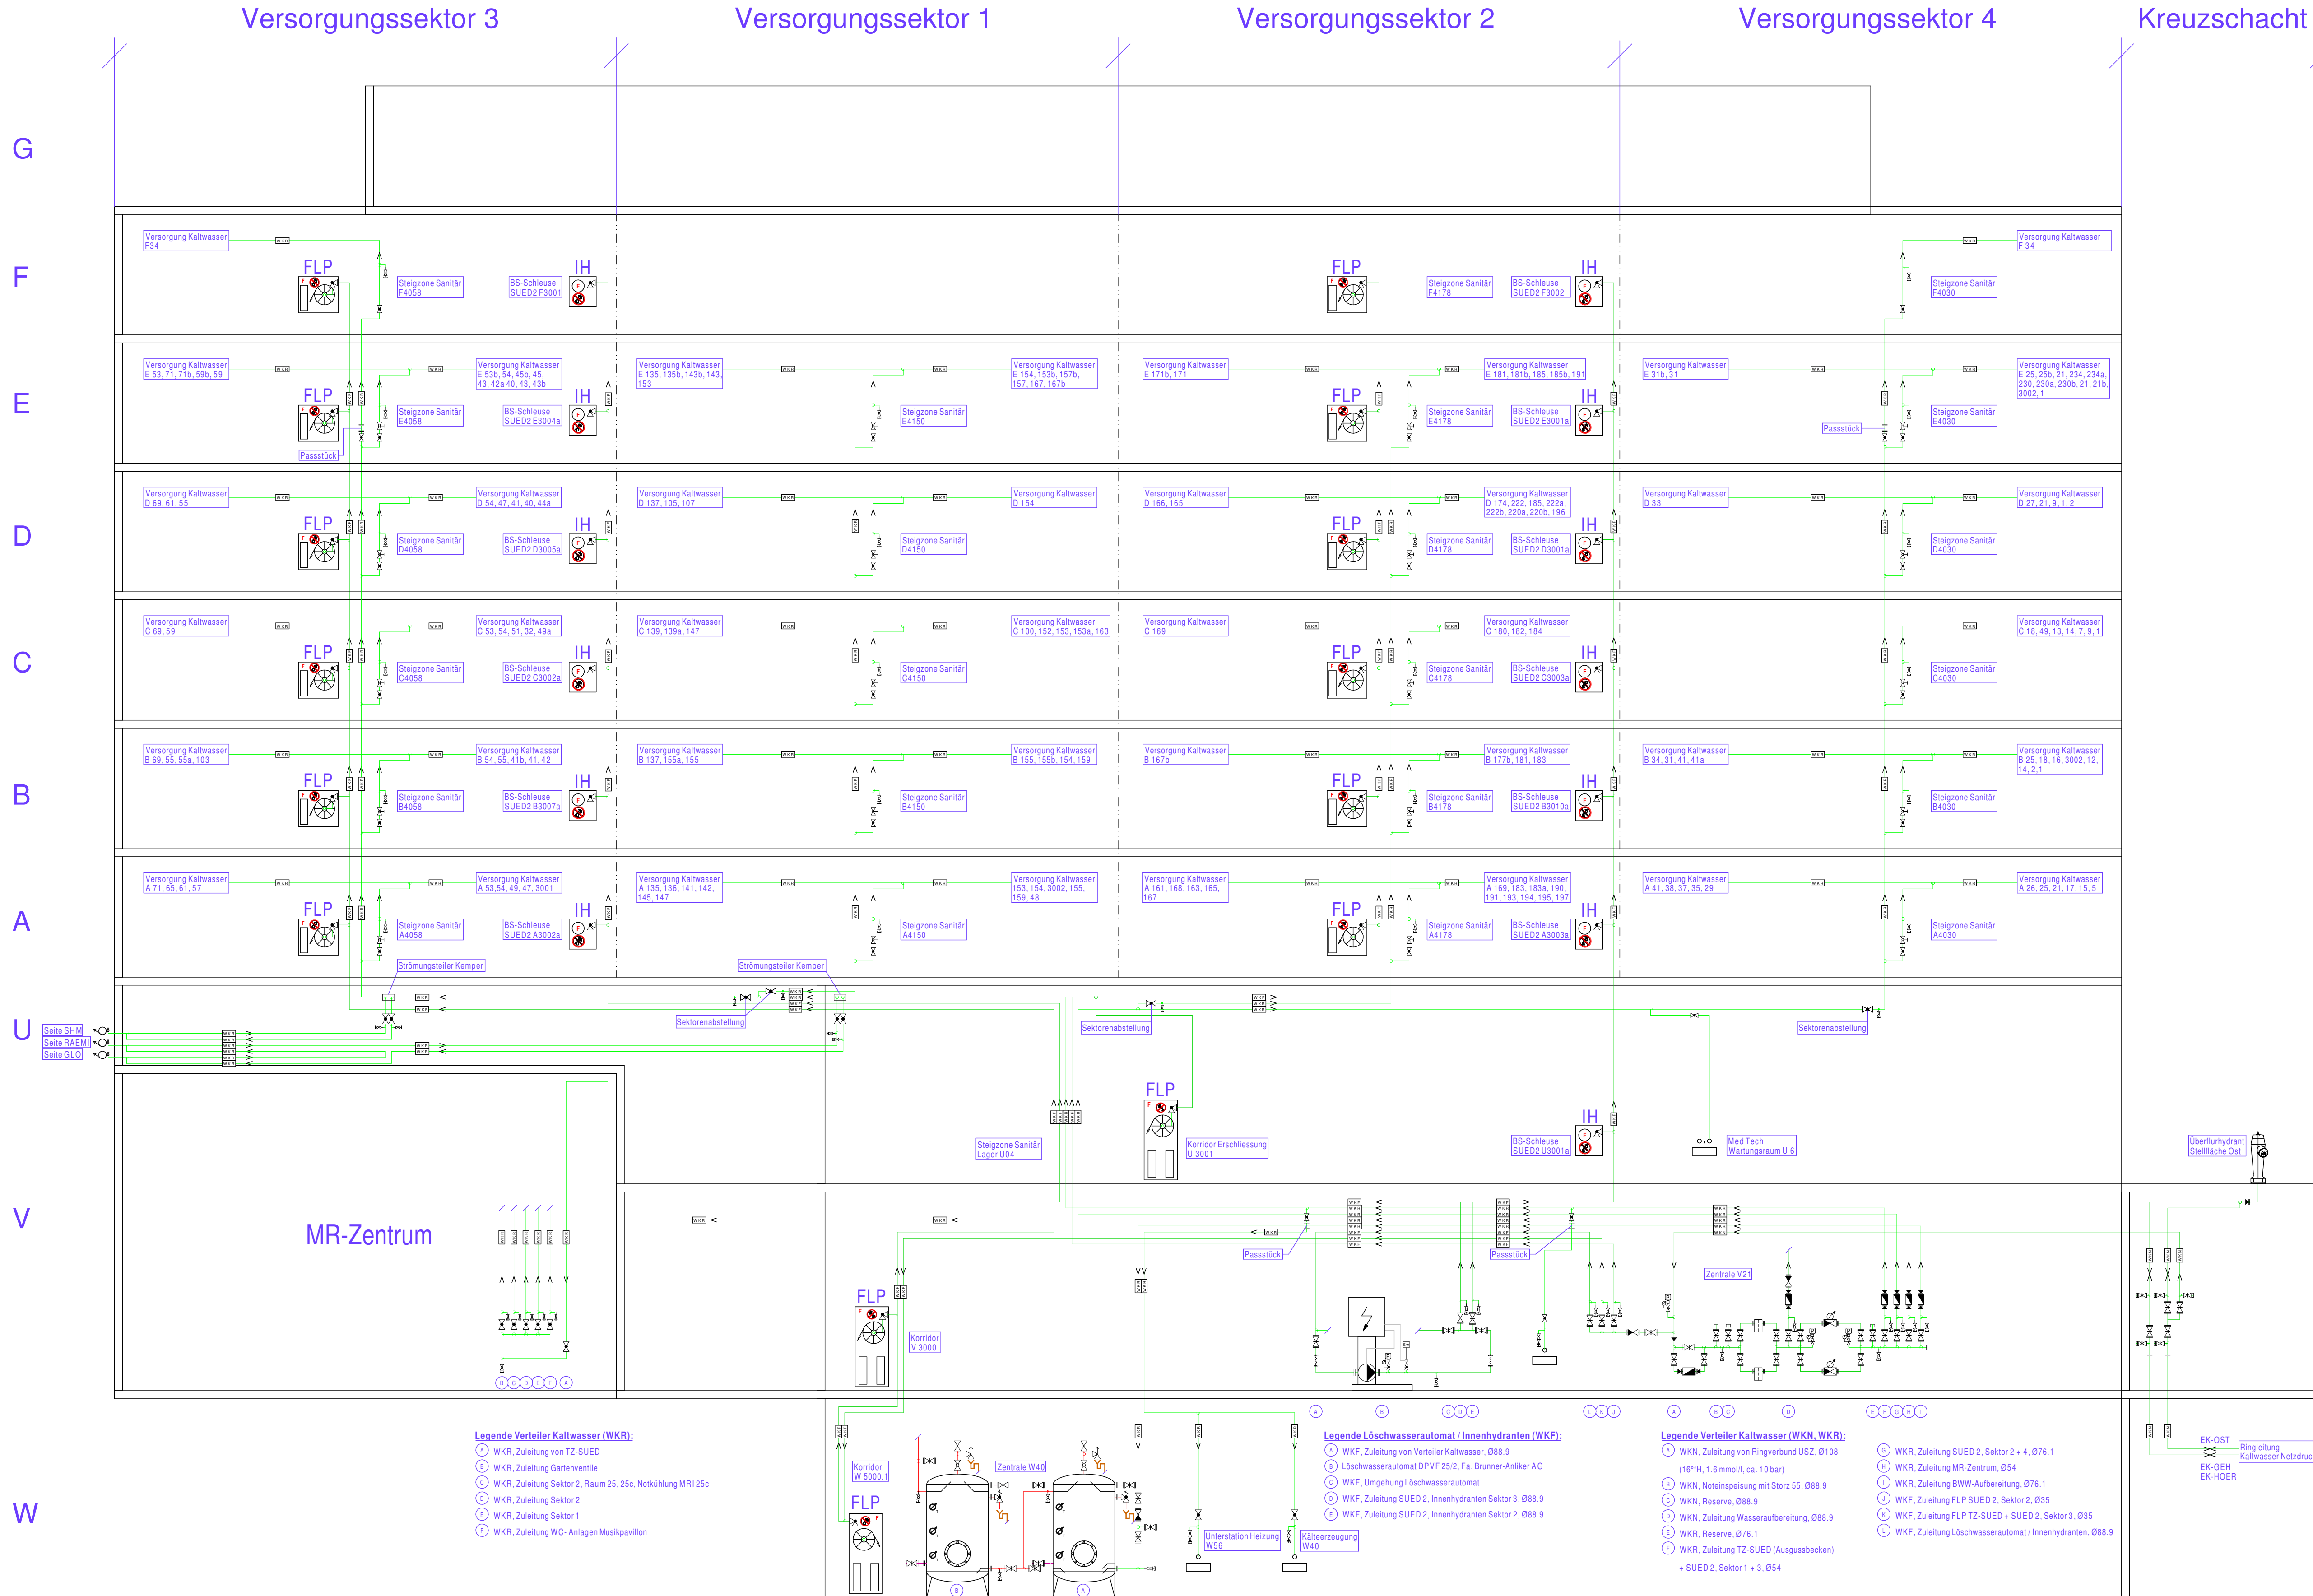 Versorgungssektor 3
Versorgungssektor 1
Versorgungssektor 2
Versorgungssektor 4
Kreuzschacht
G
F
Versorgung Kaltwasser
F34
WKR
FLP
Steigzone Sanitär
F4058
BS-Schleuse
SUED2 F3001
IH
FLP
Steigzone Sanitär
F4178
BS-Schleuse
SUED2 F3002
IH
WKR
Versorgung Kaltwasser
F 34
Steigzone Sanitär
F4030
E
Versorgung Kaltwasser
E 53, 71, 71b, 59b, 59
Versorgung Kaltwasser
E 53b, 54, 45b, 45,
43, 42a 40, 43, 43b
FLP
Steigzone Sanitär
E4058
Passstück
BS-Schleuse
SUED2 E3004a
IH
Versorgung Kaltwasser
E 135, 135b, 143b, 143,
153
Versorgung Kaltwasser
E 154, 153b, 157b,
157, 167, 167b
Steigzone Sanitär
E4150
Versorgung Kaltwasser
E 171b, 171
Versorgung Kaltwasser
E 181, 181b, 185, 185b, 191
FLP
Steigzone Sanitär
E4178
BS-Schleuse
SUED2 E3001a
IH
Versorgung Kaltwasser
E 31b, 31
Versorgung Kaltwasser
E 25, 25b, 21, 234, 234a,
230, 230a, 230b, 21, 21b,
3002, 1
Passstück
Steigzone Sanitär
E4030
D
Versorgung Kaltwasser
D 69, 61, 55
Versorgung Kaltwasser
D 54, 47, 41, 40, 44a
FLP
Steigzone Sanitär
D4058
BS-Schleuse
SUED2 D3005a
IH
Versorgung Kaltwasser
D 137, 105, 107
Versorgung Kaltwasser
D 154
Steigzone Sanitär
D4150
Versorgung Kaltwasser
D 166, 165
Versorgung Kaltwasser
D 174, 222, 185, 222a,
222b, 220a, 220b, 196
FLP
Steigzone Sanitär
D4178
BS-Schleuse
SUED2 D3001a
IH
Versorgung Kaltwasser
D 33
Versorgung Kaltwasser
D 27, 21, 9, 1, 2
Steigzone Sanitär
D4030
C
Versorgung Kaltwasser
C 69, 59
Versorgung Kaltwasser
C 53, 54, 51, 32, 49a
FLP
Steigzone Sanitär
C4058
BS-Schleuse
SUED2 C3002a
IH
Versorgung Kaltwasser
C 139, 139a, 147
Versorgung Kaltwasser
C 100, 152, 153, 153a, 163
Steigzone Sanitär
C4150
Versorgung Kaltwasser
C 169
Versorgung Kaltwasser
C 180, 182, 184
FLP
Steigzone Sanitär
C4178
BS-Schleuse
SUED2 C3003a
IH
Versorgung Kaltwasser
C 18, 49, 13, 14, 7, 9, 1
Steigzone Sanitär
C4030
B
Versorgung Kaltwasser
B 69, 55, 55a, 103
Versorgung Kaltwasser
B 54, 55, 41b, 41, 42
FLP
Steigzone Sanitär
B4058
BS-Schleuse
SUED2 B3007a
IH
Versorgung Kaltwasser
B 137, 155a, 155
Versorgung Kaltwasser
B 155, 155b, 154, 159
Steigzone Sanitär
B4150
Versorgung Kaltwasser
B 167b
Versorgung Kaltwasser
B 177b, 181, 183
FLP
Steigzone Sanitär
B4178
BS-Schleuse
SUED2 B3010a
IH
Versorgung Kaltwasser
B 34, 31, 41, 41a
Versorgung Kaltwasser
B 25, 18, 16, 3002, 12,
14, 2,1
Steigzone Sanitär
B4030
A
Versorgung Kaltwasser
A 71, 65, 61, 57
Versorgung Kaltwasser
A 53,54, 49, 47, 3001
FLP
Steigzone Sanitär
A4058
BS-Schleuse
SUED2 A3002a
IH
Versorgung Kaltwasser
A 135, 136, 141, 142,
145, 147
Versorgung Kaltwasser
153, 154, 3002, 155,
159, 48
Steigzone Sanitär
A4150
Versorgung Kaltwasser
A 161, 168, 163, 165,
167
Versorgung Kaltwasser
A 169, 183, 183a, 190,
191, 193, 194, 195, 197
FLP
Steigzone Sanitär
A4178
BS-Schleuse
SUED2 A3003a
IH
Versorgung Kaltwasser
A 41, 38, 37, 35, 29
Versorgung Kaltwasser
A 26, 25, 21, 17, 15, 5
Steigzone Sanitär
A4030
Strömungsteiler Kemper
Strömungsteiler Kemper
U
Seite SHM
Seite RAEMI
Seite GLO
Sektorenabstellung
Sektorenabstellung
Sektorenabstellung
FLP
Steigzone Sanitär
Lager U04
Korridor Erschliessung
U 3001
IH
BS-Schleuse
SUED2 U3001a
Med Tech
Wartungsraum U 6
Überflurhydrant
Stellfläche Ost
V
MR-Zentrum
FLP
Korridor
V 3000
Passstück
Passstück
Zentrale V21
B C D E F A
A B C D E L K J
A B C D E F G H I
W
Legende Verteiler Kaltwasser (WKR):
A WKR, Zuleitung von TZ-SUED
B WKR, Zuleitung Gartenventile
C WKR, Zuleitung Sektor 2, Raum 25, 25c, Notkühlung MRI 25c
D WKR, Zuleitung Sektor 2
E WKR, Zuleitung Sektor 1
F WKR, Zuleitung WC- Anlagen Musikpavillon
Korridor
W 5000.1
FLP
Zentrale W40
B
A
Unterstation Heizung
W56
Kälteerzeugung
W40
Legende Löschwasserautomat / Innenhydranten (WKF):
A WKF, Zuleitung von Verteiler Kaltwasser, Ø88.9
B Löschwasserautomat DPVF 25/2, Fa. Brunner-Anliker AG
C WKF, Umgehung Löschwasserautomat
D WKF, Zuleitung SUED 2, Innenhydranten Sektor 3, Ø88.9
E WKF, Zuleitung SUED 2, Innenhydranten Sektor 2, Ø88.9
Legende Verteiler Kaltwasser (WKN, WKR):
A WKN, Zuleitung von Ringverbund USZ, Ø108
(16°fH, 1.6 mmol/l, ca. 10 bar)
B WKN, Noteinspeisung mit Storz 55, Ø88.9
C WKN, Reserve, Ø88.9
D WKN, Zuleitung Wasseraufbereitung, Ø88.9
E WKR, Reserve, Ø76.1
F WKR, Zuleitung TZ-SUED (Ausgussbecken)
+ SUED 2, Sektor 1 + 3, Ø54
G WKR, Zuleitung SUED 2, Sektor 2 + 4, Ø76.1
H WKR, Zuleitung MR-Zentrum, Ø54
I WKR, Zuleitung BWW-Aufbereitung, Ø76.1
J WKF, Zuleitung FLP SUED 2, Sektor 2, Ø35
K WKF, Zuleitung FLP TZ-SUED + SUED 2, Sektor 3, Ø35
L WKF, Zuleitung Löschwasserautomat / Innenhydranten, Ø88.9
EK-OST
EK-GEH
EK-HOER
Ringleitung
Kaltwasser Netzdruc